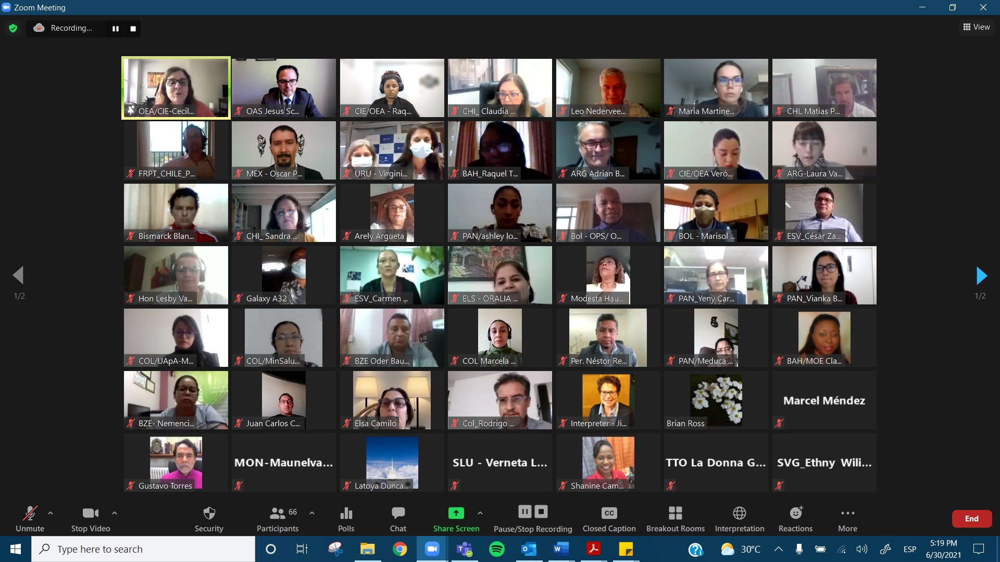 Zoom Meeting
Recording...
View
OEA/CIE-Cecil...
OAS Jesus Sc...
CIE/OEA - Raq...
CHI_ Claudia ...
Leo Nedervee...
Maria Martine...
CHL Matias P...
FRPT_CHILE_P...
MEX - Oscar P...
URU - Virgini...
BAH_Raquel T...
ARG Adrian B...
CIE/OEA Veró...
ARG-Laura Va...
Bismarck Blan...
CHI_ Sandra ...
Arely Argueta
PAN/ashley lo...
Bol - OPS/ O...
BOL - Marisol ...
ESV_César Za...
Hon Lesby Va...
Galaxy A32
ESV_Carmen ...
ELS - ORALIA ...
Modesta Hau...
PAN_Yeny Car...
PAN_Vianka B...
1/2
1/2
COL/UApA-M...
COL/MinSalu...
BZE Oder Bau...
COL Marcela ...
Per. Néstor Re...
PAN/Meduca ...
BAH/MOE Cla...
BZE- Nemenci...
Juan Carlos C...
Elsa Camilo
Col_Rodrigo ...
Interpreter - Ji...
Brian Ross
Marcel Méndez
Gustavo Torres
MON-Maunelva...
Latoya Dunca...
SLU - Verneta L...
Shanine Cam...
TTO La Donna G...
SVG_Ethny Wili...
Unmute
Stop Video
Security
Participants
66
Polls
Chat
Share Screen
Pause/Stop Recording
CC
Closed Caption
Breakout Rooms
Interpretation
Reactions
More
End
Type here to search
30°C
ESP
5:19 PM
6/30/2021